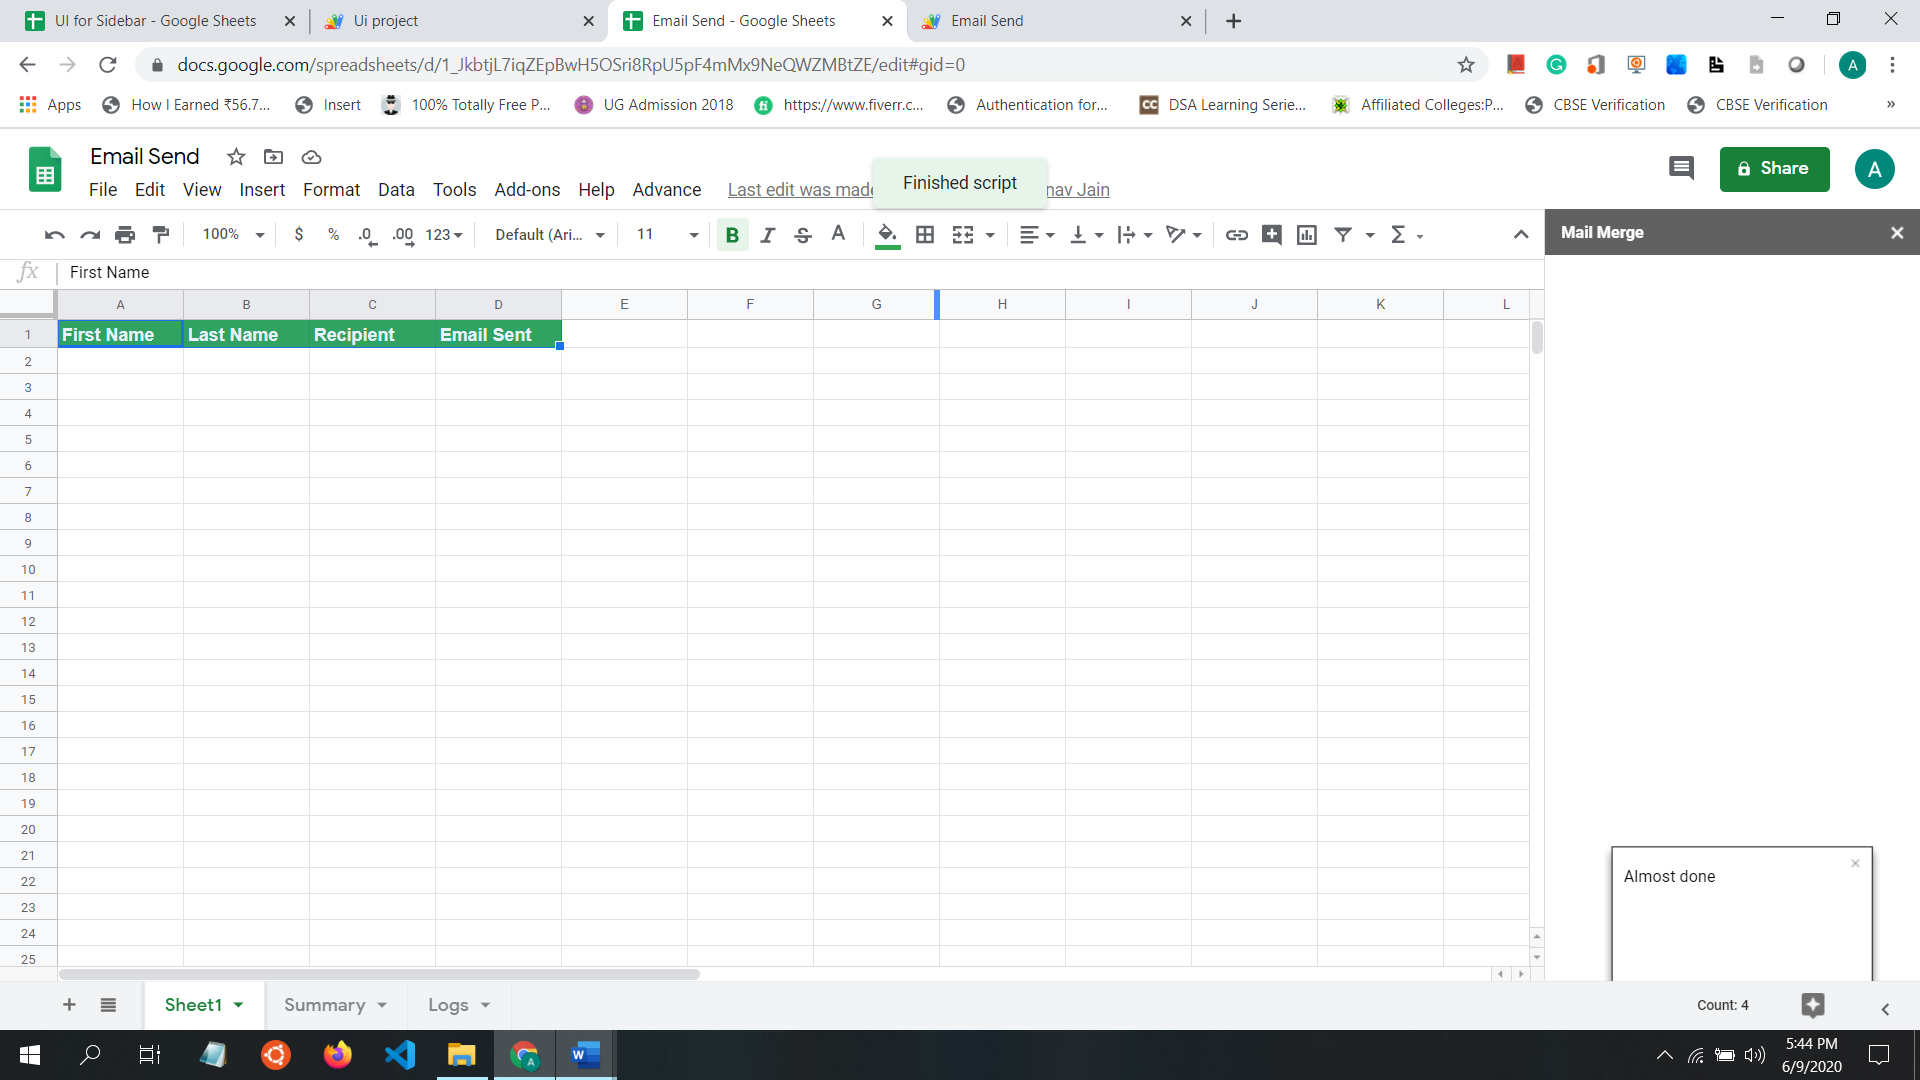 UI for Sidebar - Google Sheets
Ui project
Email Send - Google Sheets
Email Send
docs.google.com/spreadsheets/d/1_JkbtjL7iqZEpBwH5OSri8RpU5pF4mMx9NeQWZMBtZE/edit#gid=0
A
Apps
How I Earned ₹56.7...
Insert
100% Totally Free P...
UG Admission 2018
https://www.fiverr.c...
Authentication for...
CC
DSA Learning Serie...
Affiliated Colleges:P...
CBSE Verification
CBSE Verification
»
Email Send
File Edit View Insert Format Data Tools Add-ons Help Advance
Last edit was made
Finished script
nav Jain
Share
A
100%
$ % .0 .00 123
Default (Ari...
11
B I S A
Σ
Mail Merge
fx
First Name
A B C D E F G H I J K L
1 First Name Last Name Recipient Email Sent
2
3
4
5
6
7
8
9
10
11
12
13
14
15
16
17
18
19
20
21
22
23
24
25
Almost done
Sheet1
Summary
Logs
Count: 4
5:44 PM
6/9/2020